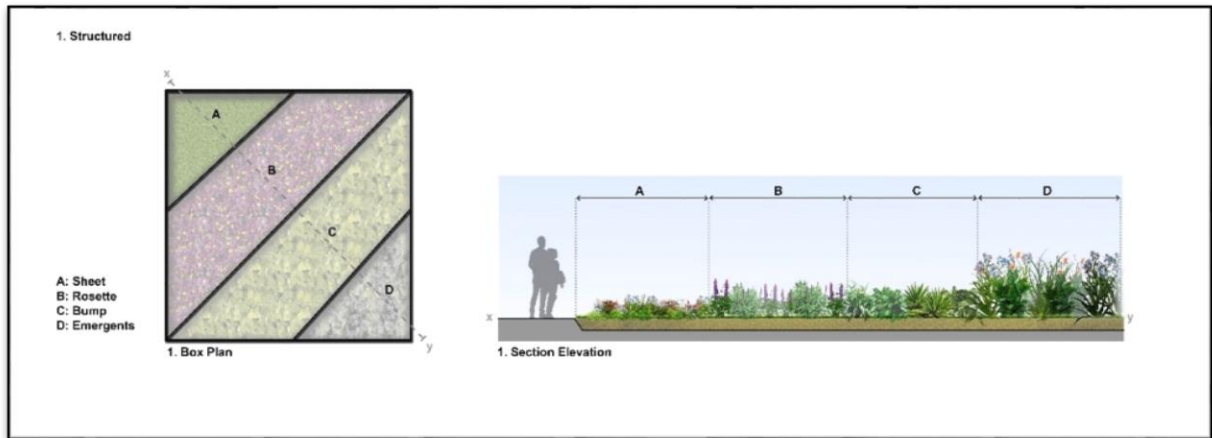 1. Structured
x
A
B
C
D
y
A: Sheet
B: Rosette
C: Bump
D: Emergents
1. Box Plan
A
B
C
D
x
y
1. Section Elevation